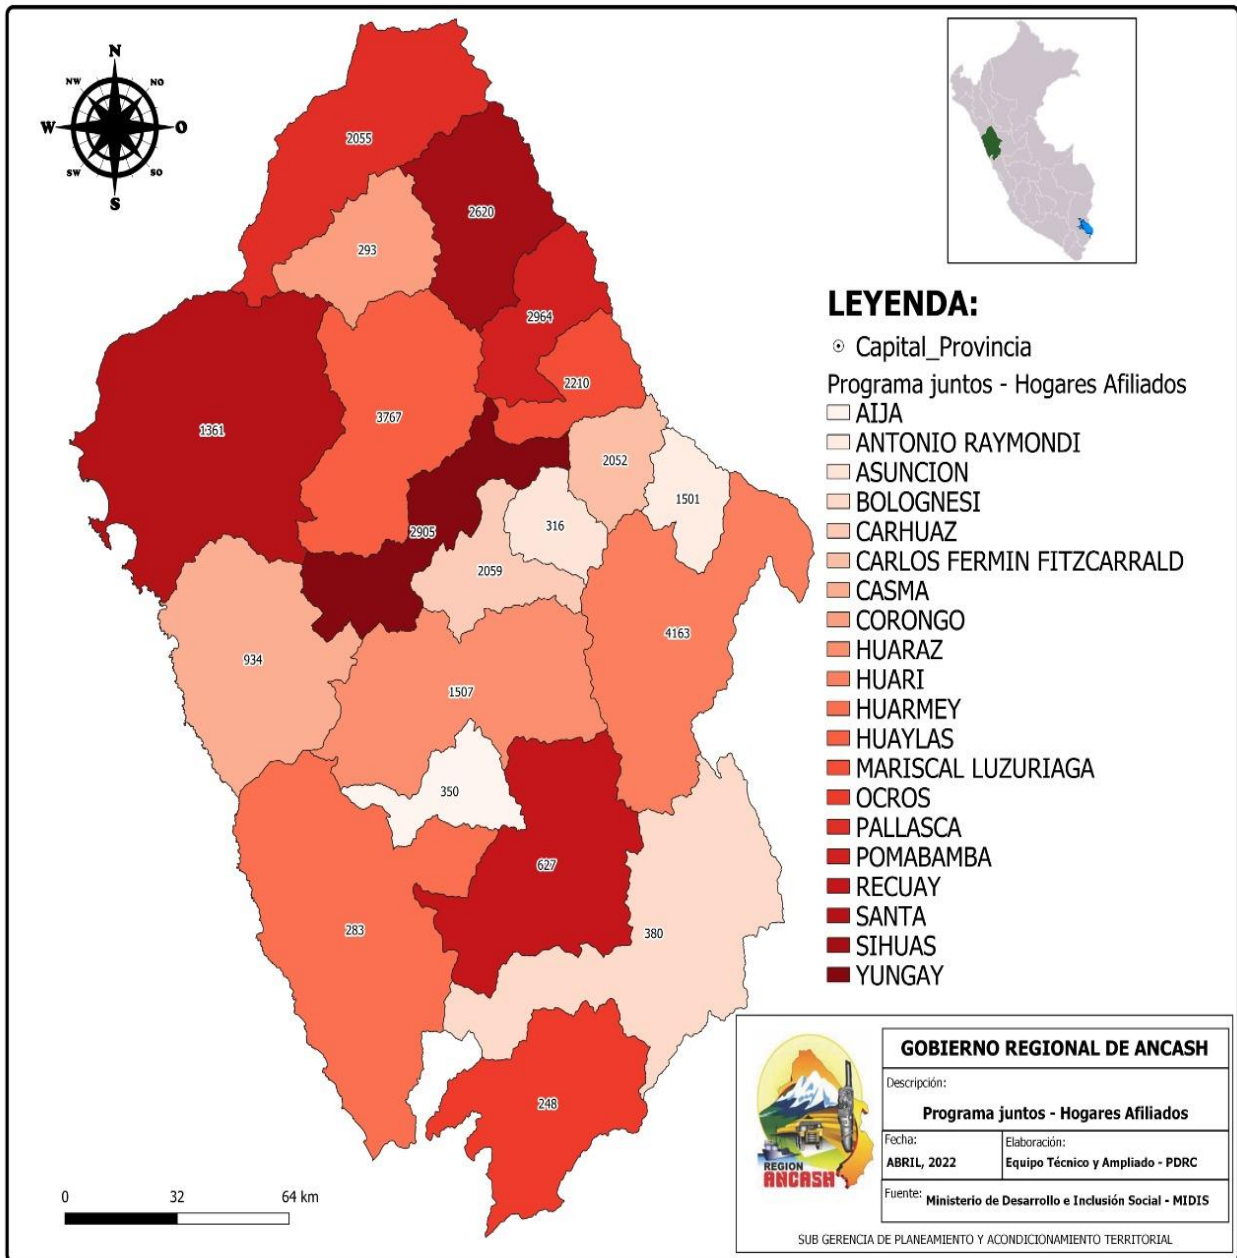 N
NW
NO
W
O
SW
SO
S
2055
2620
293
2964
2210
3767
1361
2052
1501
316
2905
2059
4163
934
1507
350
627
283
380
248
LEYENDA:
Capital_Provincia
Programa juntos - Hogares Afiliados
AIJA
ANTONIO RAYMONDI
ASUNCION
BOLOGNESI
CARHUAZ
CARLOS FERMIN FITZCARRALD
CASMA
CORONGO
HUARAZ
HUARI
HUARMEY
HUAYLAS
MARISCAL LUZURIAGA
OCROS
PALLASCA
POMABAMBA
RECUAY
SANTA
SIHUAS
YUNGAY
0 32 64 km
REGION
ANCASH
GOBIERNO REGIONAL DE ANCASH
Descripción:
Programa juntos - Hogares Afiliados
Fecha:
ABRIL, 2022
Elaboración:
Equipo Técnico y Ampliado - PDRC
Fuente: Ministerio de Desarrollo e Inclusión Social - MIDIS
SUB GERENCIA DE PLANEAMIENTO Y ACONDICIONAMIENTO TERRITORIAL